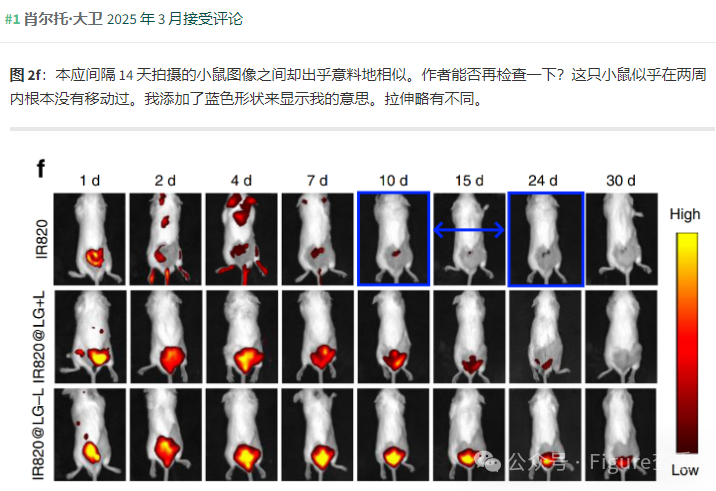 #1 肖尔托·大卫 2025 年 3 月接受评论
图 2f：本应间隔 14 天拍摄的小鼠图像之间却出乎意料地相似。作者能否再检查一下？这只小鼠似乎在两周
内根本没有移动过。我添加了蓝色形状来显示我的意思。拉伸略有不同。
f
1 d 2 d 4 d 7 d 10 d 15 d 24 d 30 d
IR820
IR820@LG+L
IR820@LG−L
High
Low
公众号 · Figure